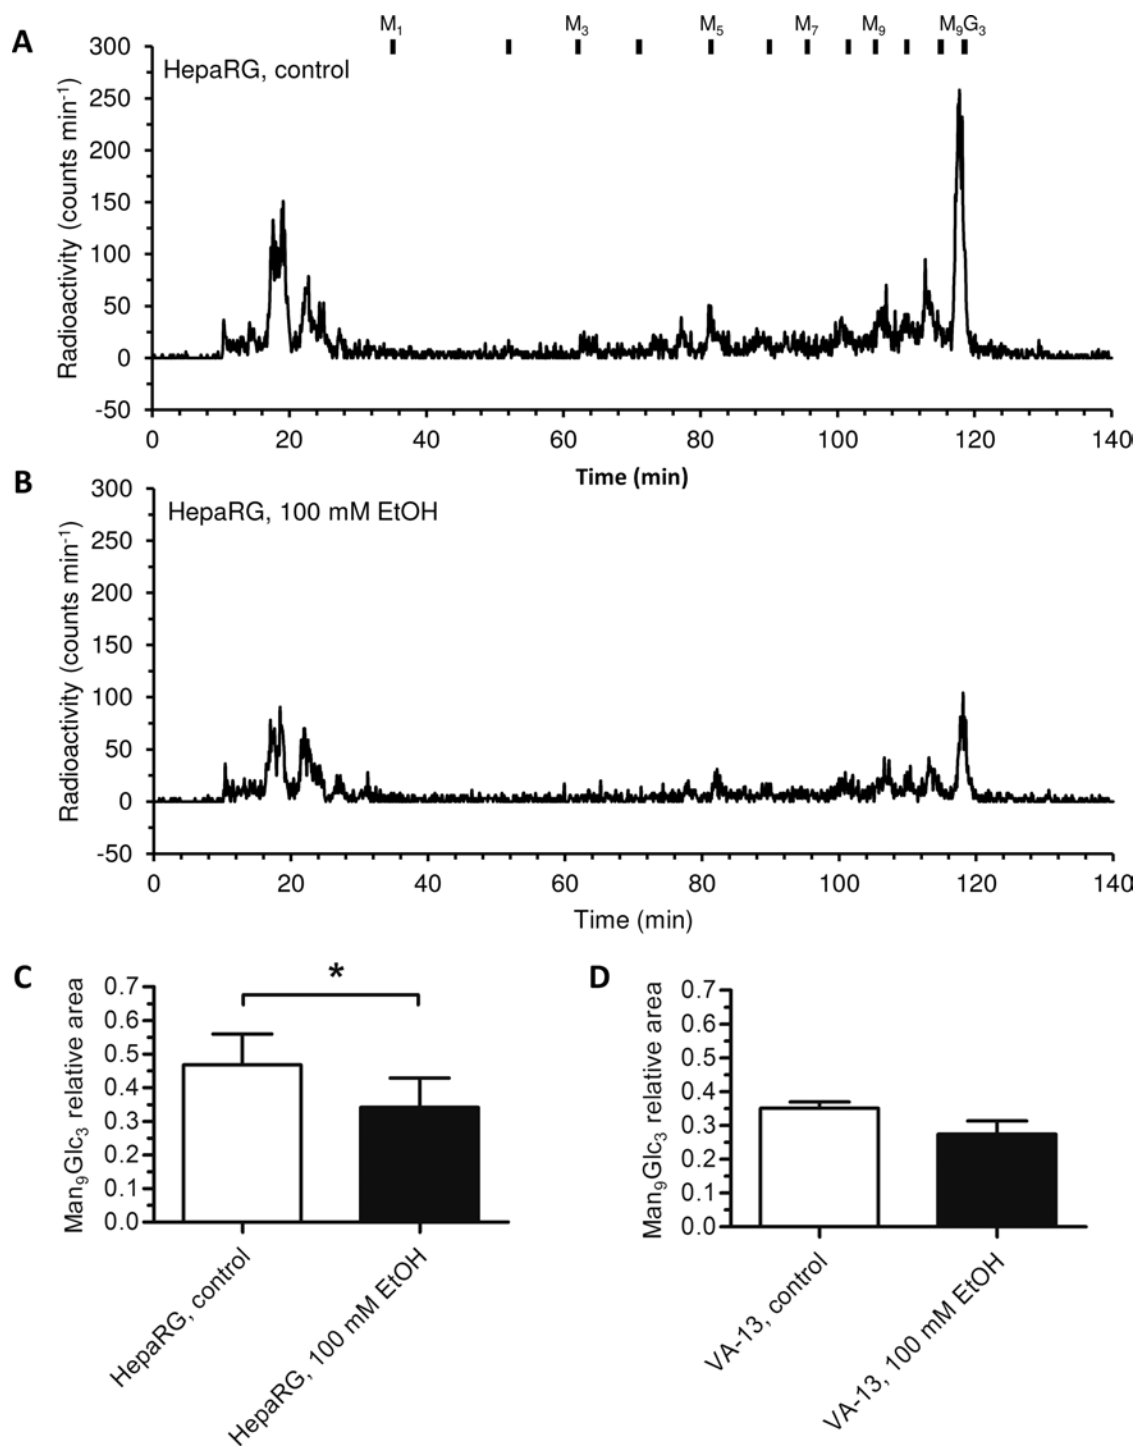 A
M₁ M₃ M₅ M₇ M₉ M₉G₃
HepaRG, control
Radioactivity (counts min⁻¹)
300
250
200
150
100
50
0
-50
0 20 40 60 80 100 120 140
Time (min)
B
HepaRG, 100 mM EtOH
Radioactivity (counts min⁻¹)
300
250
200
150
100
50
0
-50
0 20 40 60 80 100 120 140
Time (min)
C
*
Man₉Glc₃ relative area
0.7
0.6
0.5
0.4
0.3
0.2
0.1
0.0
HepaRG, control
HepaRG, 100 mM EtOH
D
Man₉Glc₃ relative area
0.7
0.6
0.5
0.4
0.3
0.2
0.1
0.0
VA-13, control
VA-13, 100 mM EtOH